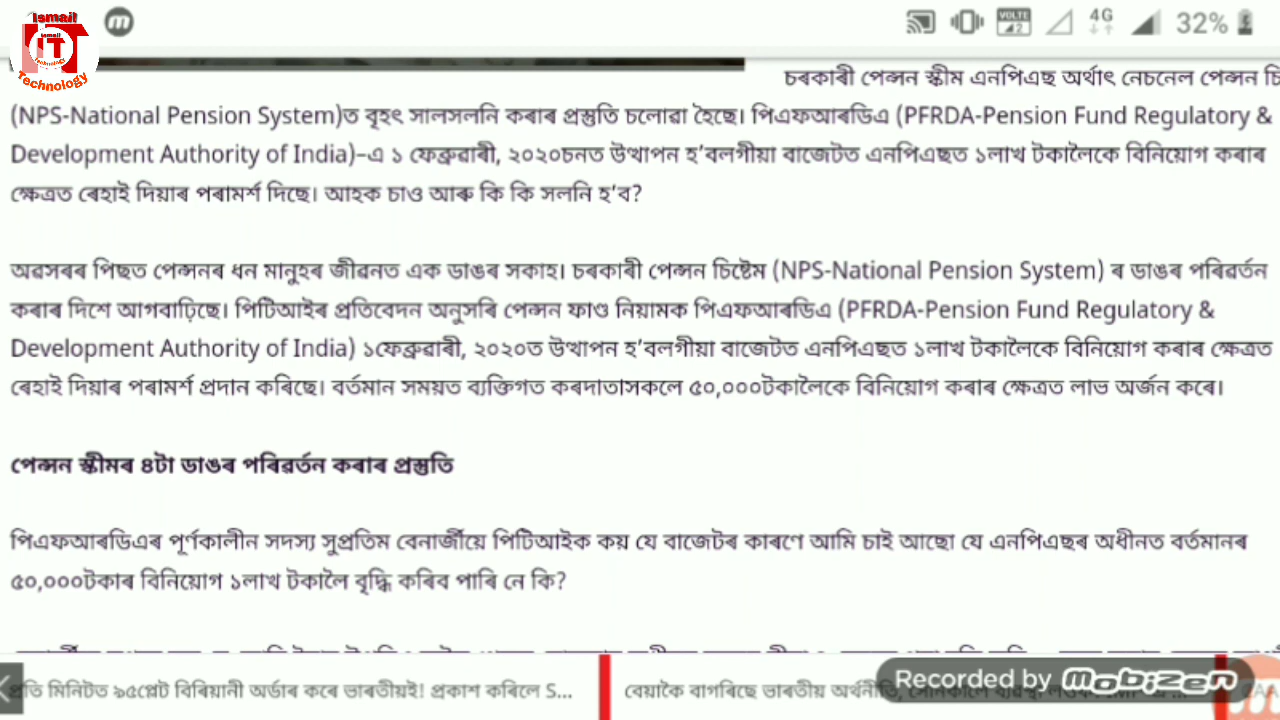 Ismail
IT
Ismail
Technology
Technology
m
VOLTE
2
4G
32%
চৰকাৰী পেন্সন স্কীম এনপিএছ অৰ্থাৎ নেচনেল পেন্সন চি
(NPS-National Pension System)ত বৃহৎ সালসলনি কৰাৰ প্ৰস্তুতি চলোৱা হৈছে। পিএফআৰডিএ (PFRDA-Pension Fund Regulatory &
Development Authority of India)–এ ১ ফেব্ৰুৱাৰী, ২০২০চনত উত্থাপন হ’বলগীয়া বাজেটত এনপিএছত ১লাখ টকালৈকে বিনিয়োগ কৰাৰ
ক্ষেত্ৰত ৰেহাই দিয়াৰ পৰামৰ্শ দিছে। আহক চাও আৰু কি কি সলনি হ’ব?
অৱসৰৰ পিছত পেন্সনৰ ধন মানুহৰ জীৱনত এক ডাঙৰ সকাহ। চৰকাৰী পেন্সন চিষ্টেম (NPS-National Pension System) ৰ ডাঙৰ পৰিৱৰ্তন
কৰাৰ দিশে আগবাঢ়িছে। পিটিআইৰ প্ৰতিবেদন অনুসৰি পেন্সন ফাণ্ড নিয়ামক পিএফআৰডিএ (PFRDA-Pension Fund Regulatory &
Development Authority of India) ১ফেব্ৰুৱাৰী, ২০২০ত উত্থাপন হ’বলগীয়া বাজেটত এনপিএছত ১লাখ টকালৈকে বিনিয়োগ কৰাৰ ক্ষেত্ৰত
ৰেহাই দিয়াৰ পৰামৰ্শ প্ৰদান কৰিছে। বৰ্তমান সময়ত ব্যক্তিগত কৰদাতাসকলে ৫০,০০০টকালৈকে বিনিয়োগ কৰাৰ ক্ষেত্ৰত লাভ অৰ্জন কৰে।
পেন্সন স্কীমৰ ৪টা ডাঙৰ পৰিৱৰ্তন কৰাৰ প্ৰস্তুতি
পিএফআৰডিএৰ পূৰ্ণকালীন সদস্য সুপ্ৰতিম বেনাৰ্জীয়ে পিটিআইক কয় যে বাজেটৰ কাৰণে আমি চাই আছো যে এনপিএছৰ অধীনত বৰ্তমানৰ
৫০,০০০টকাৰ বিনিয়োগ ১লাখ টকালৈ বৃদ্ধি কৰিব পাৰি নে কি?
প্ৰতি মিনিটত ৯৫প্লেট বিৰিয়ানী অৰ্ডাৰ কৰে ভাৰতীয়ই! প্ৰকাশ কৰিলে S...
বেয়াকৈ বাগৰিছে ভাৰতীয় অৰ্থনীতি,
Recorded by Mobizen